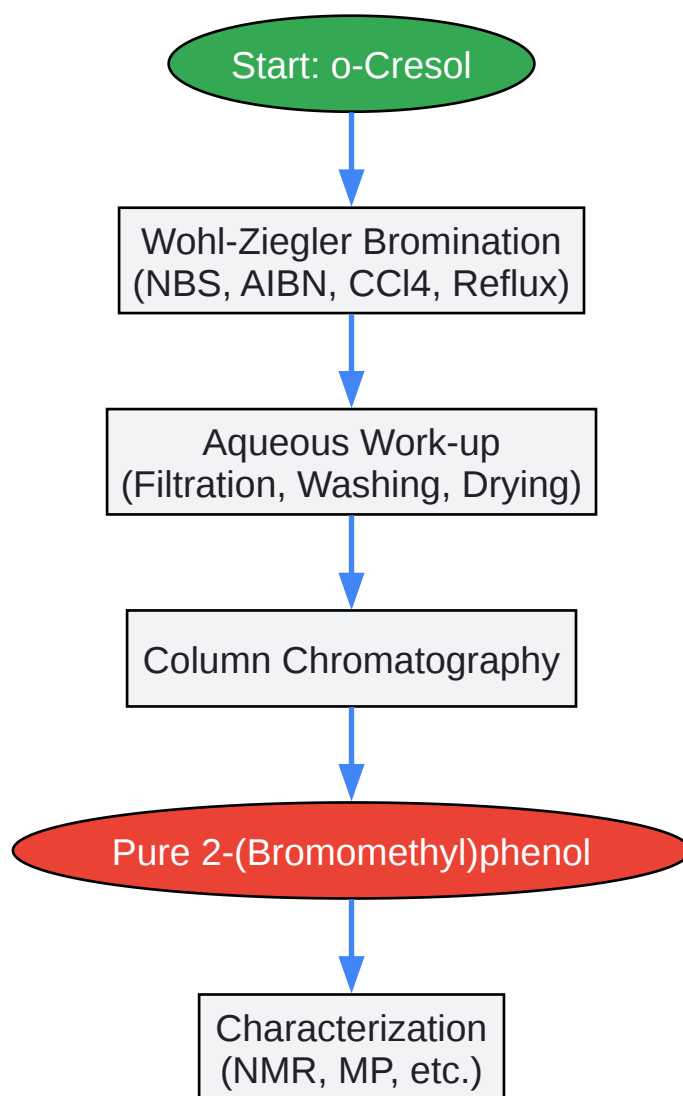 Start: o-Cresol
Wohl-Ziegler Bromination
(NBS, AIBN, CCl4, Reflux)
Aqueous Work-up
(Filtration, Washing, Drying)
Column Chromatography
Pure 2-(Bromomethyl)phenol
Characterization
(NMR, MP, etc.)